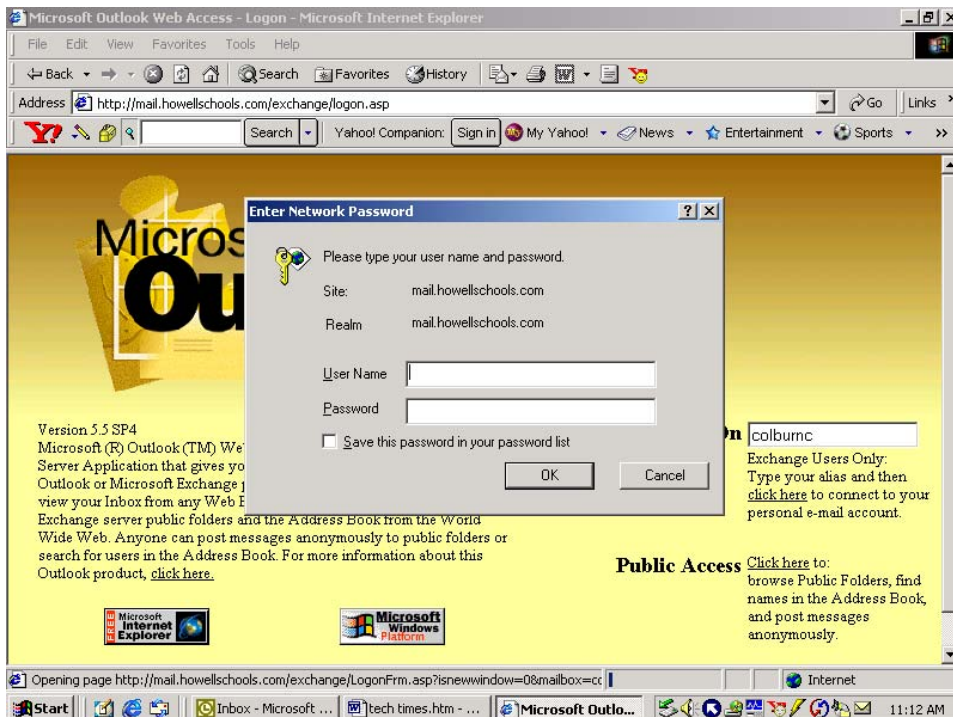 Microsoft Outlook Web Access - Logon - Microsoft Internet Explorer
File Edit View Favorites Tools Help
Back Search Favorites History
Address http://mail.howellschools.com/exchange/logon.asp Go Links
Y! Search Yahoo! Companion: Sign in My Yahoo! News Entertainment Sports
Micros
Ou
Enter Network Password
Please type your user name and password.
Site: mail.howellschools.com
Realm mail.howellschools.com
User Name
Password
Save this password in your password list
OK Cancel
Version 5.5 SP4
Microsoft (R) Outlook (TM) We
Server Application that gives yo
Outlook or Microsoft Exchange
view your Inbox from any Web
Exchange server public folders and the Address Book from the World
Wide Web. Anyone can post messages anonymously to public folders or
search for users in the Address Book. For more information about this
Outlook product, click here.
colburnc
Exchange Users Only:
Type your alias and then
click here to connect to your
personal e-mail account.
Public Access Click here to:
browse Public Folders, find
names in the Address Book,
and post messages
anonymously.
FREE Microsoft Internet Explorer
Microsoft Windows Platform
Opening page http://mail.howellschools.com/exchange/LogonFrm.asp?isnewwindow=0&mailbox=cc Internet
Start Inbox - Microsoft ... tech times.htm - ... Microsoft Outlo... 11:12 AM